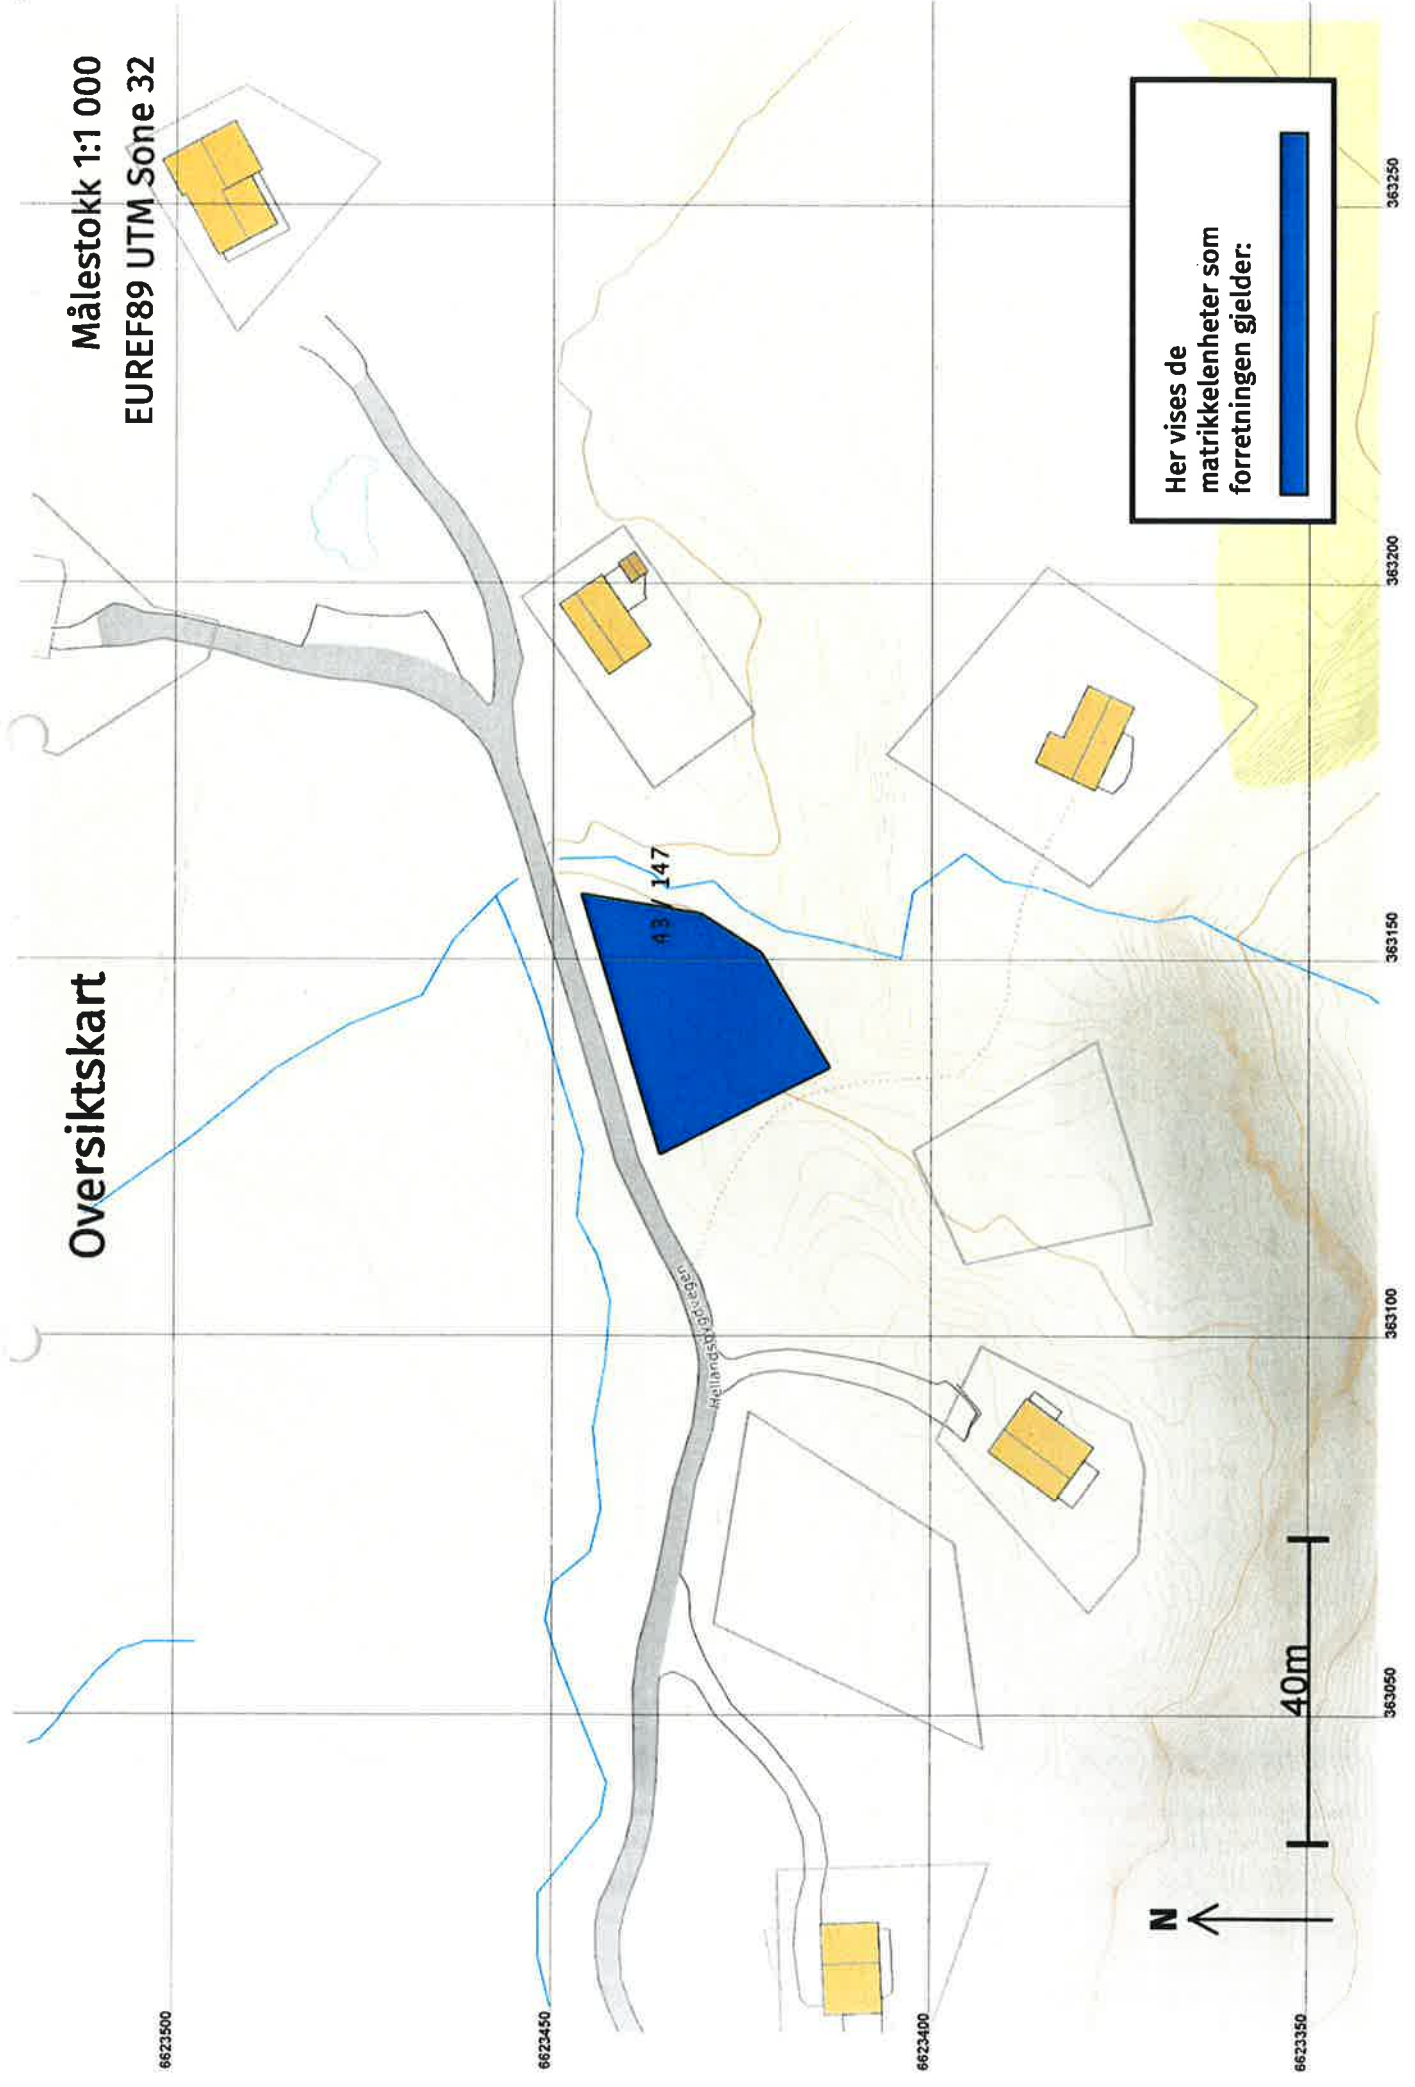 Oversiktskart
Målestokk 1:1 000
EUREF89 UTM Sone 32
6623500
6623450
6623400
6623350
Hellandsbygdvegen
43 / 147
N
40m
Her vises de
matrikkelenheter som
forretningen gjelder:
363050
363100
363150
363200
363250